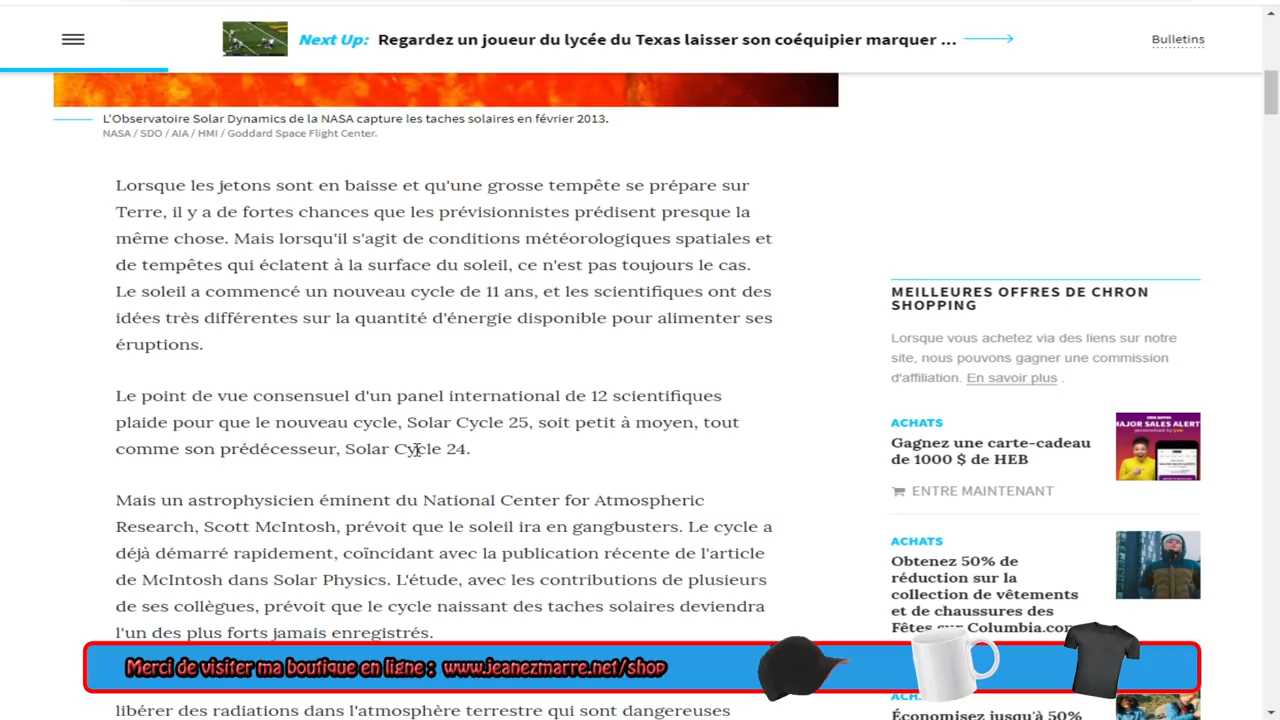 Next Up: Regardez un joueur du lycée du Texas laisser son coéquipier marquer ...
Bulletins
L'Observatoire Solar Dynamics de la NASA capture les taches solaires en février 2013.
NASA / SDO / AIA / HMI / Goddard Space Flight Center.
Lorsque les jetons sont en baisse et qu'une grosse tempête se prépare sur
Terre, il y a de fortes chances que les prévisionnistes prédisent presque la
même chose. Mais lorsqu'il s'agit de conditions météorologiques spatiales et
de tempêtes qui éclatent à la surface du soleil, ce n'est pas toujours le cas.
Le soleil a commencé un nouveau cycle de 11 ans, et les scientifiques ont des
idées très différentes sur la quantité d'énergie disponible pour alimenter ses
éruptions.
Le point de vue consensuel d'un panel international de 12 scientifiques
plaide pour que le nouveau cycle, Solar Cycle 25, soit petit à moyen, tout
comme son prédécesseur, Solar Cycle 24.
Mais un astrophysicien éminent du National Center for Atmospheric
Research, Scott McIntosh, prévoit que le soleil ira en gangbusters. Le cycle a
déjà démarré rapidement, coïncidant avec la publication récente de l'article
de McIntosh dans Solar Physics. L'étude, avec les contributions de plusieurs
de ses collègues, prévoit que le cycle naissant des taches solaires deviendra
l'un des plus forts jamais enregistrés.
libérer des radiations dans l'atmosphère terrestre qui sont dangereuses
MEILLEURES OFFRES DE CHRON
SHOPPING
Lorsque vous achetez via des liens sur notre
site, nous pouvons gagner une commission
d'affiliation. En savoir plus .
ACHATS
Gagnez une carte-cadeau
de 1000 $ de HEB
ENTRE MAINTENANT
MAJOR SALES ALERT
ACHATS
Obtenez 50% de
réduction sur la
collection de vêtements
et de chaussures des
Fêtes sur Columbia.com
Économisez jusqu'à 50%
Merci de visiter ma boutique en ligne : www.jeanezmarre.net/shop